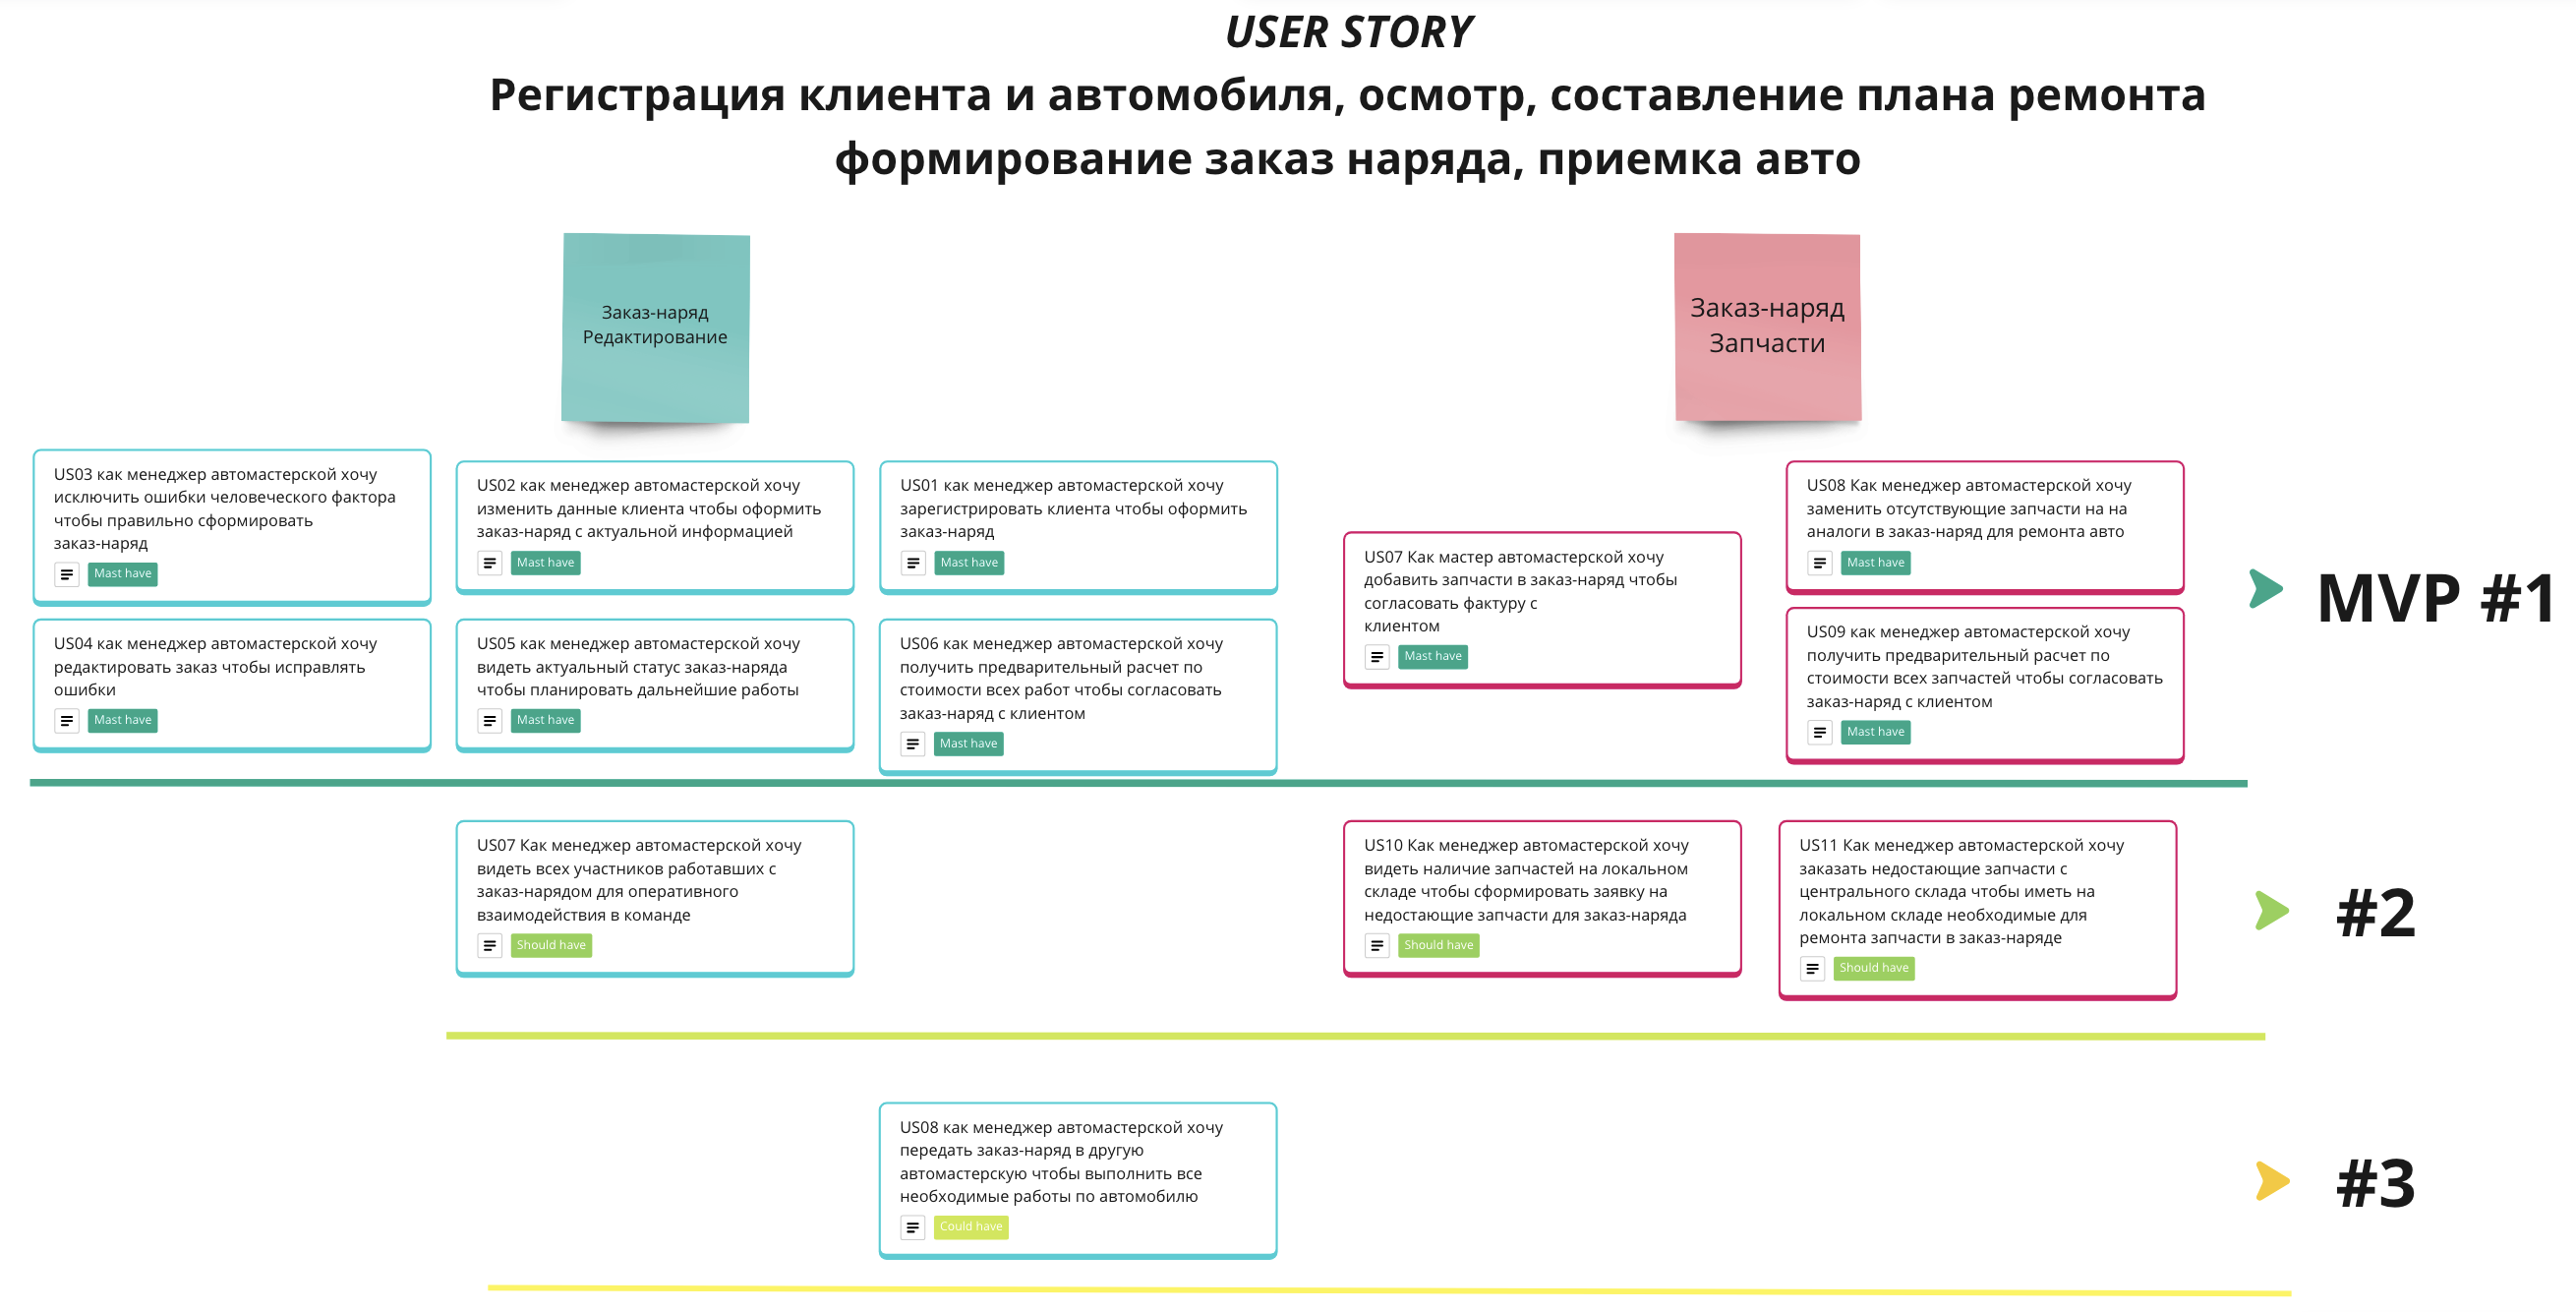 USER STORY
Регистрация клиента и автомобиля, осмотр, составление плана ремонта
формирование заказ наряда, приемка авто
Заказ-наряд
Редактирование
Заказ-наряд
Запчасти
US03 как менеджер автомастерской хочу
исключить ошибки человеческого фактора
чтобы правильно сформировать
заказ-наряд
Mast have
US02 как менеджер автомастерской хочу
изменить данные клиента чтобы оформить
заказ-наряд с актуальной информацией
Mast have
US01 как менеджер автомастерской хочу
зарегистрировать клиента чтобы оформить
заказ-наряд
Mast have
US07 Как мастер автомастерской хочу
добавить запчасти в заказ-наряд чтобы
согласовать фактуру с
клиентом
Mast have
US08 Как менеджер автомастерской хочу
заменить отсутствующие запчасти на на
аналоги в заказ-наряд для ремонта авто
Mast have
MVP #1
US04 как менеджер автомастерской хочу
редактировать заказ чтобы исправлять
ошибки
Mast have
US05 как менеджер автомастерской хочу
видеть актуальный статус заказ-наряда
чтобы планировать дальнейшие работы
Mast have
US06 как менеджер автомастерской хочу
получить предварительный расчет по
стоимости всех работ чтобы согласовать
заказ-наряд с клиентом
Mast have
US09 как менеджер автомастерской хочу
получить предварительный расчет по
стоимости всех запчастей чтобы согласовать
заказ-наряд с клиентом
Mast have
US07 Как менеджер автомастерской хочу
видеть всех участников работавших с
заказ-нарядом для оперативного
взаимодействия в команде
Should have
US10 Как менеджер автомастерской хочу
видеть наличие запчастей на локальном
складе чтобы сформировать заявку на
недостающие запчасти для заказ-наряда
Should have
US11 Как менеджер автомастерской хочу
заказать недостающие запчасти с
центрального склада чтобы иметь на
локальном складе необходимые для
ремонта запчасти в заказ-наряде
Should have
#2
US08 как менеджер автомастерской хочу
передать заказ-наряд в другую
автомастерскую чтобы выполнить все
необходимые работы по автомобилю
Could have
#3